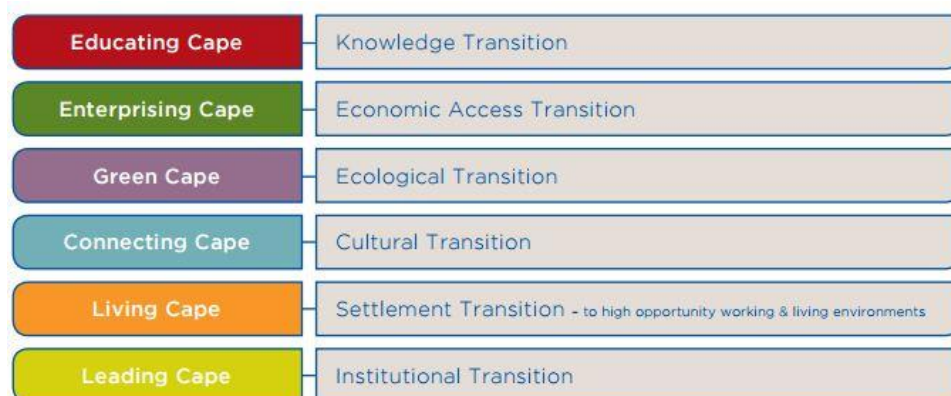 Educating Cape Knowledge Transition
Enterprising Cape Economic Access Transition
Green Cape Ecological Transition
Connecting Cape Cultural Transition
Living Cape Settlement Transition - to high opportunity working & living environments
Leading Cape Institutional Transition